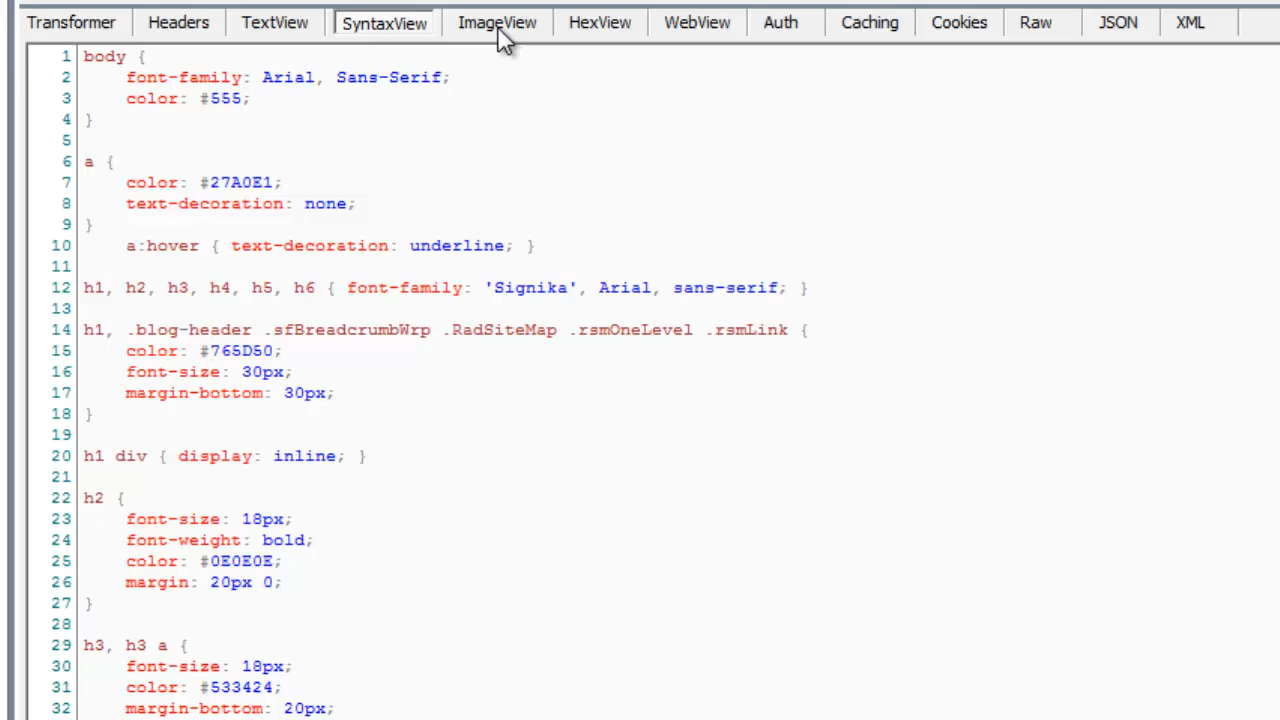 Transformer Headers TextView SyntaxView ImageView HexView WebView Auth Caching Cookies Raw JSON XML
1 body {
2 font-family: Arial, Sans-Serif;
3 color: #555;
4 }
5
6 a {
7 color: #27A0E1;
8 text-decoration: none;
9 }
10 a:hover { text-decoration: underline; }
11
12 h1, h2, h3, h4, h5, h6 { font-family: 'Signika', Arial, sans-serif; }
13
14 h1, .blog-header .sfBreadcrumbWrp .RadSiteMap .rsmOneLevel .rsmLink {
15 color: #765D50;
16 font-size: 30px;
17 margin-bottom: 30px;
18 }
19
20 h1 div { display: inline; }
21
22 h2 {
23 font-size: 18px;
24 font-weight: bold;
25 color: #0E0E0E;
26 margin: 20px 0;
27 }
28
29 h3, h3 a {
30 font-size: 18px;
31 color: #533424;
32 margin-bottom: 20px;